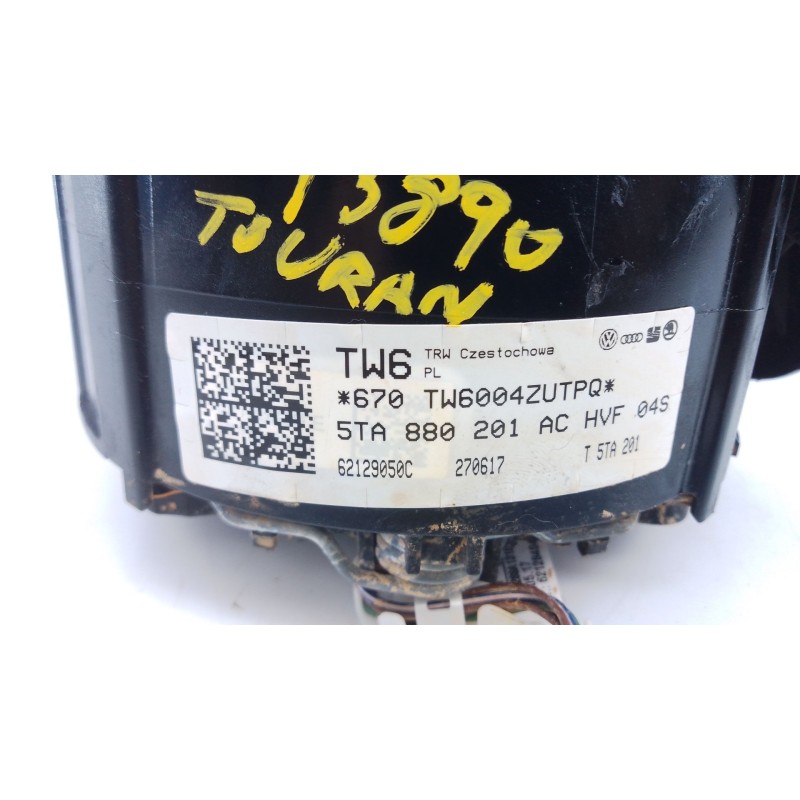 13890
TOURAN
TW6 TRW Czestochowa
PL
*670 TW6004ZUTPQ*
5TA 880 201 AC HVF 04S
62129050C 270617 T 5TA 201